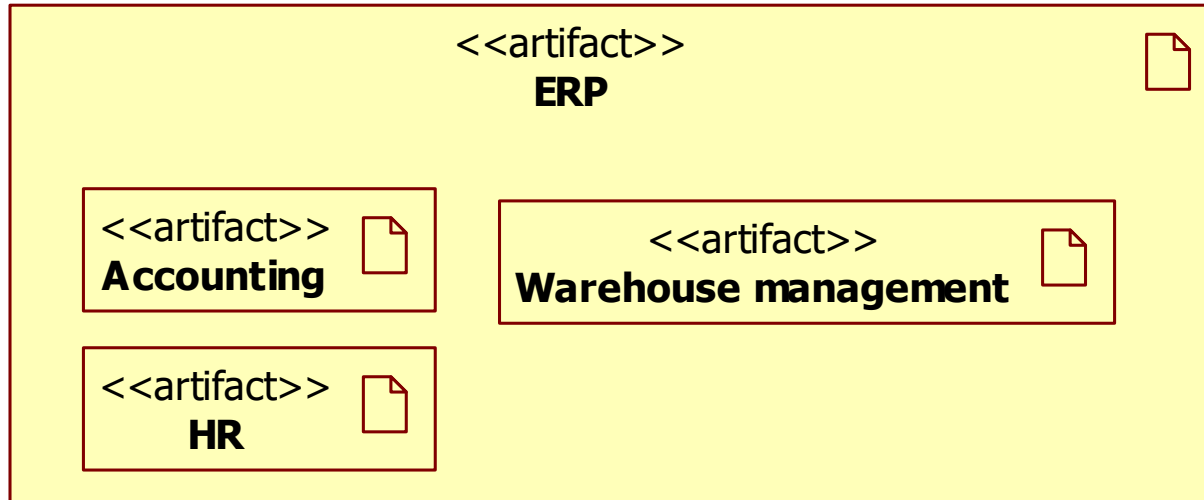 <<artifact>>
ERP
<<artifact>>
Accounting
<<artifact>>
Warehouse management
<<artifact>>
HR